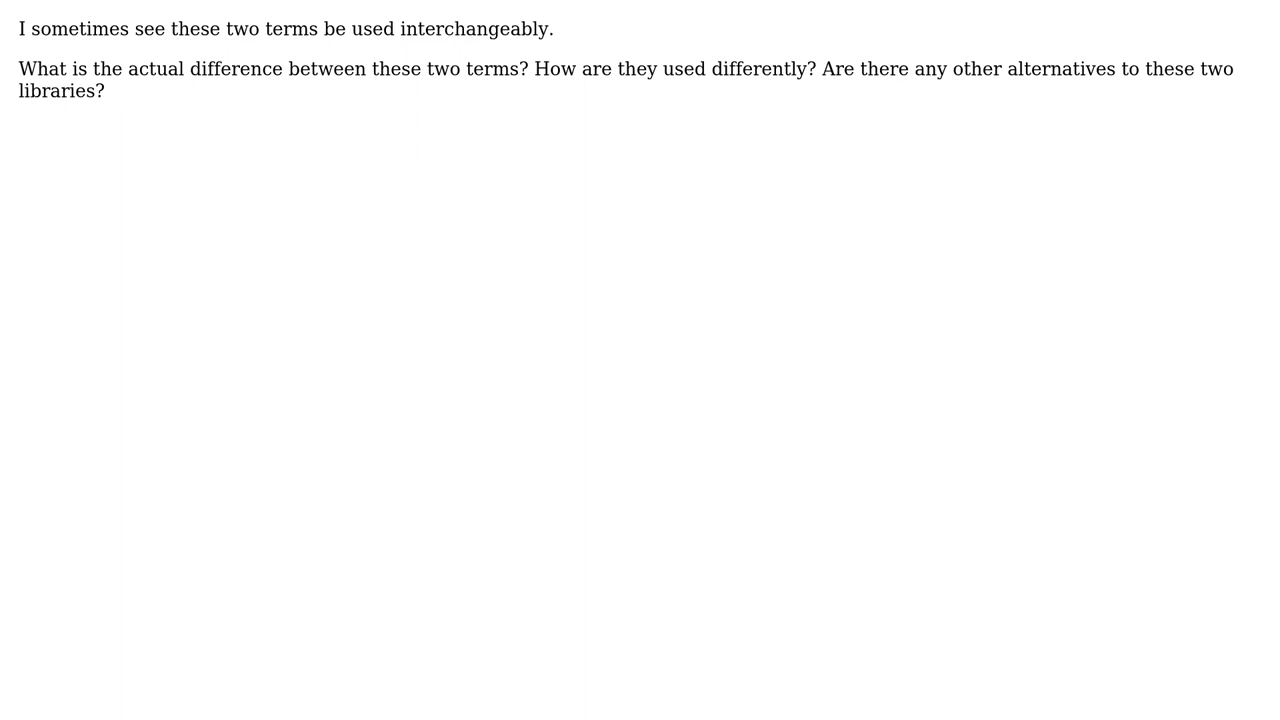 I sometimes see these two terms be used interchangeably.
What is the actual difference between these two terms? How are they used differently? Are there any other alternatives to these two
libraries?